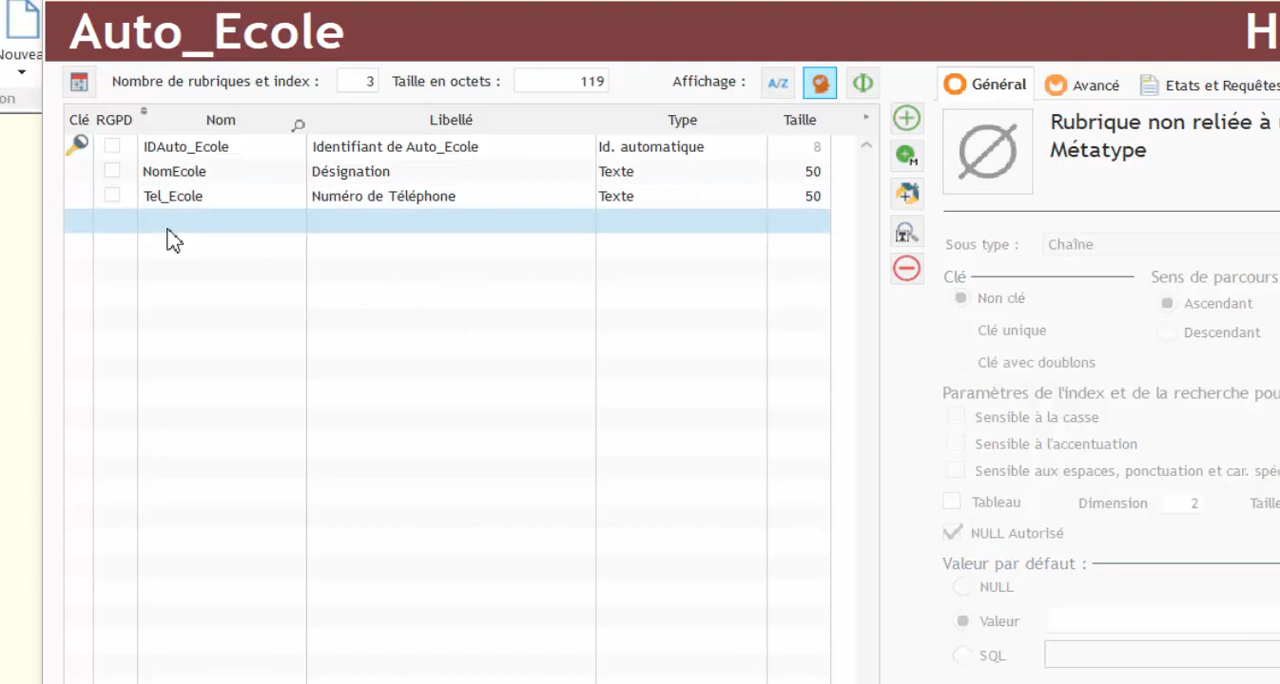 Auto_Ecole
Nombre de rubriques et index : 3 Taille en octets : 119 Affichage : A/Z
Clé RGPD Nom Libellé Type Taille
IDAuto_Ecole Identifiant de Auto_Ecole Id. automatique 8
NomEcole Désignation Texte 50
Tel_Ecole Numéro de Téléphone Texte 50
Général Avancé Etats et Requêtes
Rubrique non reliée à
Métatype
Sous type : Chaîne
Clé Sens de parcours
Non clé Ascendant
Clé unique Descendant
Clé avec doublons
Paramètres de l'index et de la recherche
Sensible à la casse
Sensible à l'accentuation
Sensible aux espaces, ponctuation et car.
Tableau Dimension 2 Taille
NULL Autorisé
Valeur par défaut :
NULL
Valeur
SQL